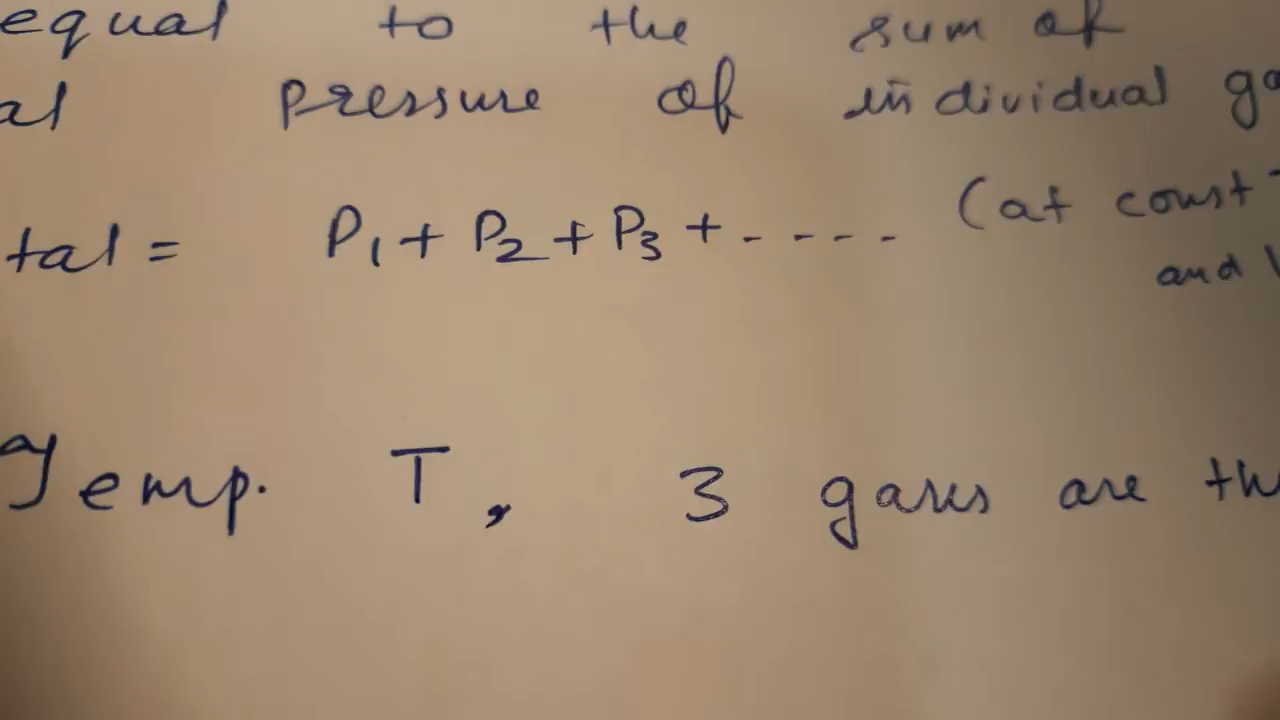 equal to the sum of
al pressure of individual ga
tal = P1 + P2 + P3 + - - - - (at const
and
Temp. T, 3 gases are th